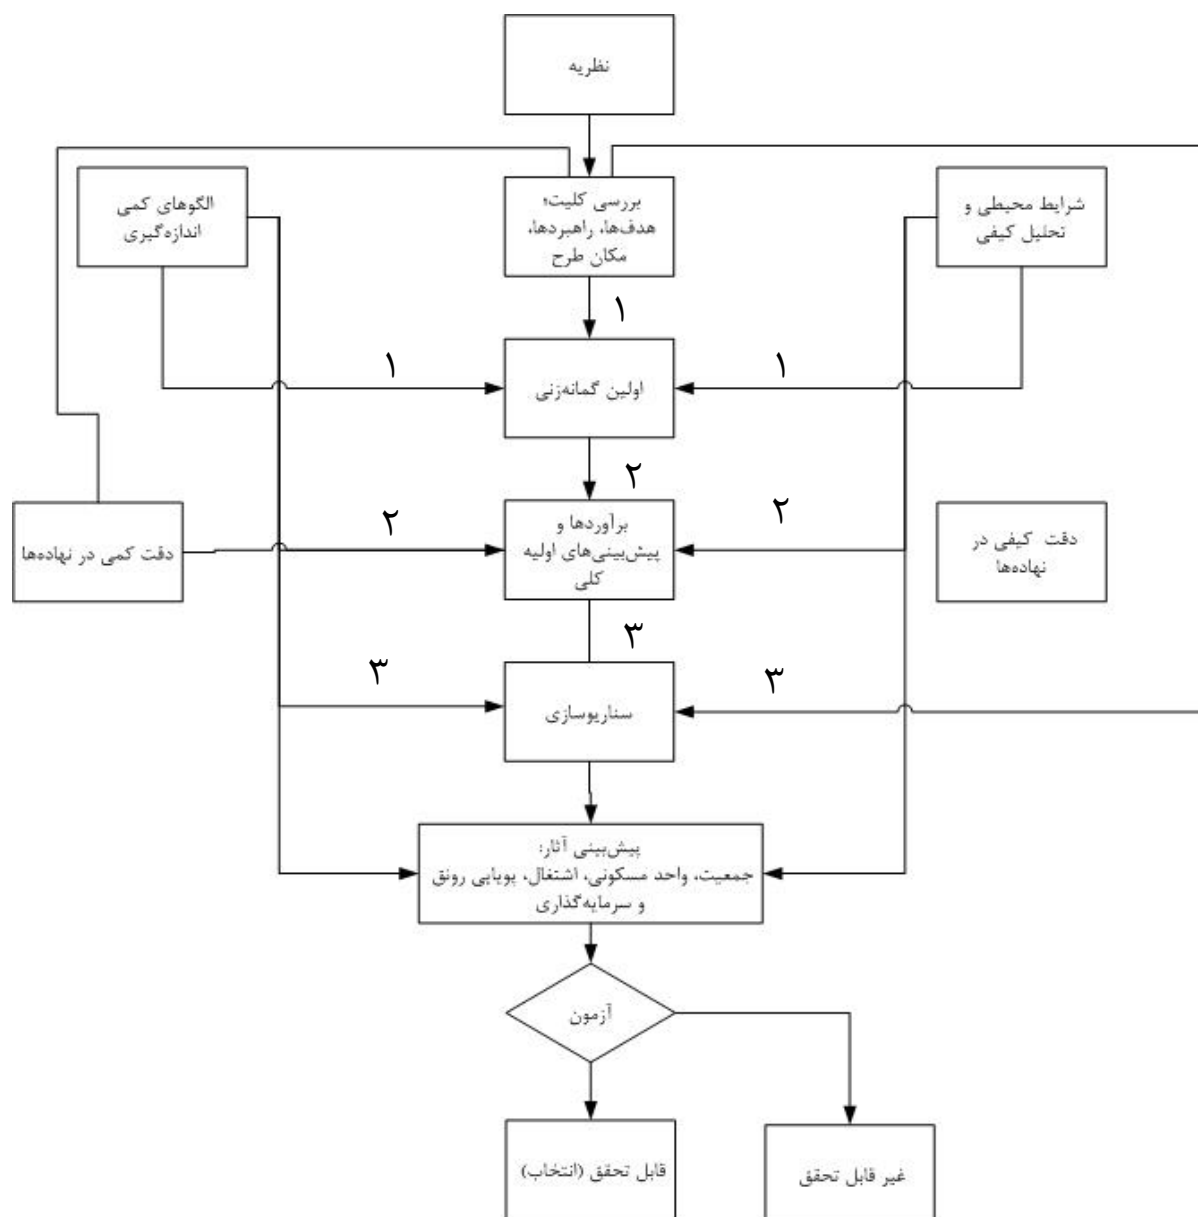 نظریه
بررسی کلیت؛
هدف‌ها، راهبردها،
مکان طرح
الگوهای کمی
اندازه‌گیری
شرایط محیطی و
تحلیل کیفی
۱
۱
۱
اولین گمانه‌زنی
۲
۲
۲
برآوردها و
پیش‌بینی‌های اولیه
کلی
دقت کمی در نهاده‌ها
دقت کیفی در
نهاده‌ها
۳
۳
۳
سناریوسازی
پیش‌بینی آثار:
جمعیت، واحد مسکونی، اشتغال، پویایی رونق
و سرمایه‌گذاری
آزمون
قابل تحقق (انتخاب)
غیر قابل تحقق